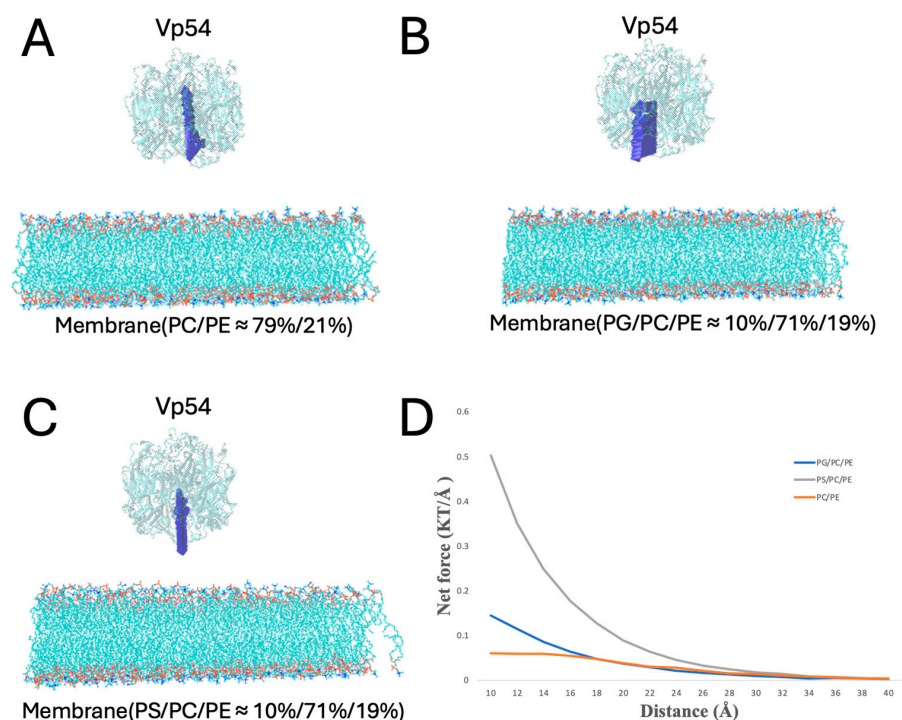 A
Vp54
Membrane(PC/PE ≈ 79%/21%)
B
Vp54
Membrane(PG/PC/PE ≈ 10%/71%/19%)
C
Vp54
Membrane(PS/PC/PE ≈ 10%/71%/19%)
D
Net force (KT/Å)
0.6
0.5
0.4
0.3
0.2
0.1
0
PG/PC/PE
PS/PC/PE
PC/PE
10 12 14 16 18 20 22 24 26 28 30 32 34 36 38 40
Distance (Å)